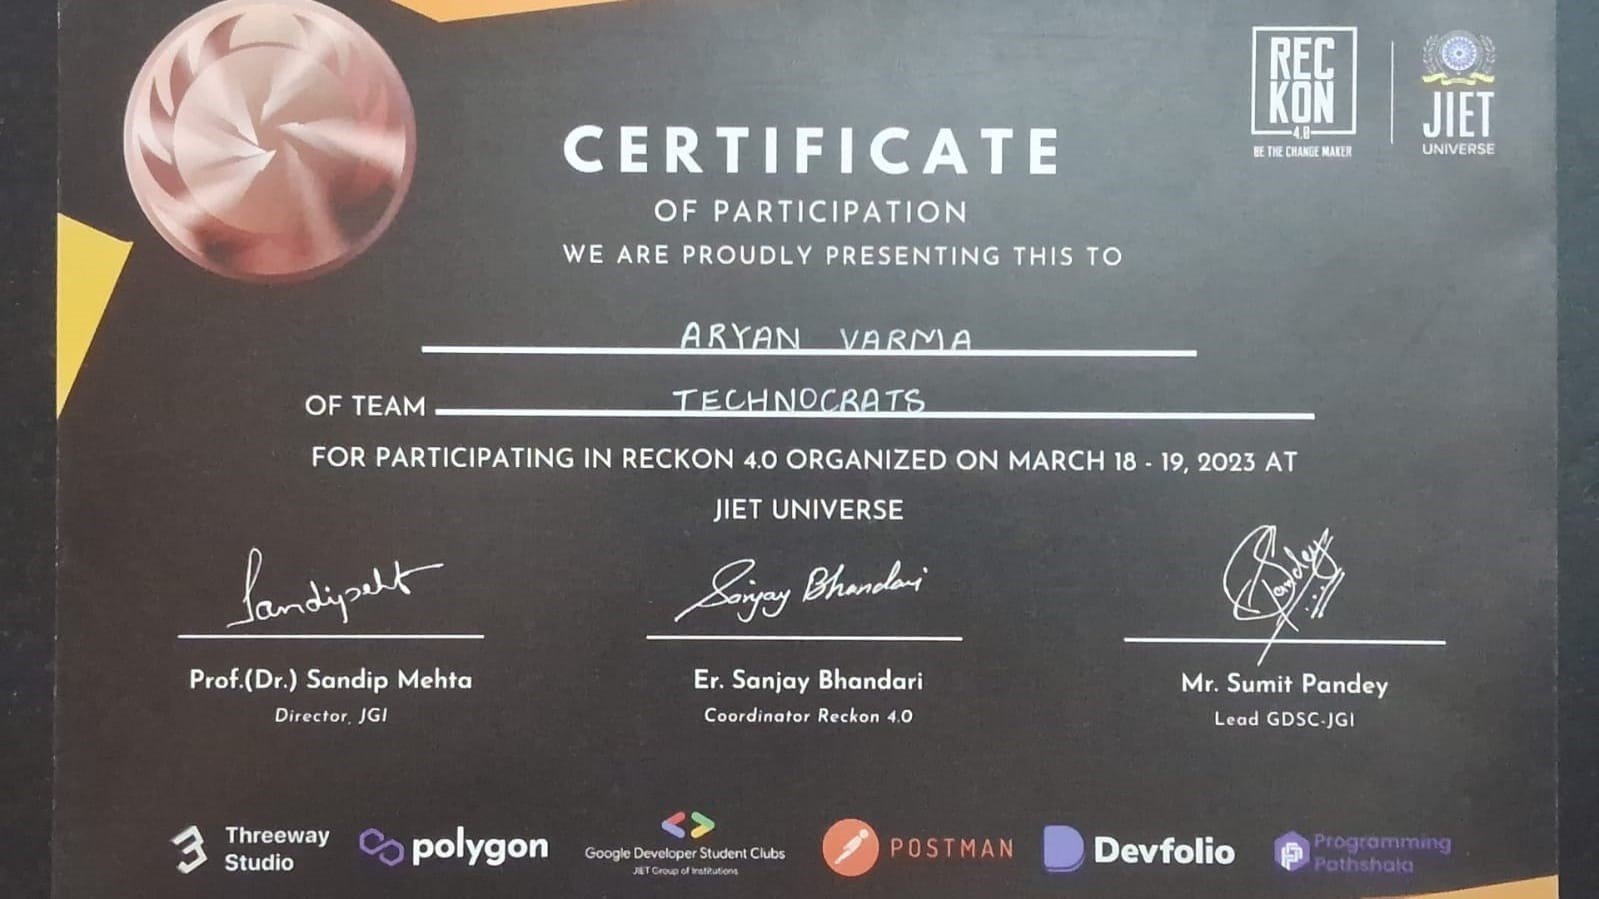 REC
KON
4.0
BE THE CHANGE MAKER
JIET
UNIVERSE
CERTIFICATE
OF PARTICIPATION
WE ARE PROUDLY PRESENTING THIS TO
ARYAN VARMA
OF TEAM TECHNOCRATS
FOR PARTICIPATING IN RECKON 4.0 ORGANIZED ON MARCH 18 - 19, 2023 AT
JIET UNIVERSE
Sanjay Bhandari
Pandey
Prof.(Dr.) Sandip Mehta
Director, JGI
Er. Sanjay Bhandari
Coordinator Reckon 4.0
Mr. Sumit Pandey
Lead GDSC-JGI
Threeway
Studio
polygon
Google Developer Student Clubs
JIET Group of Institutions
POSTMAN
Devfolio
Programming
Pathshala